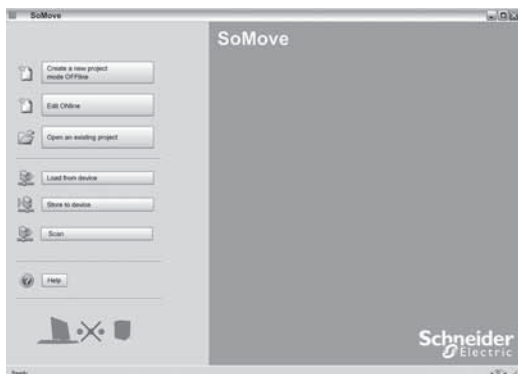 SoMove
SoMove
Create a new project
mode OFFline
Edit ONline
Open an existing project
Load from device
Store to device
Scan
Help
Schneider
Electric
Ready